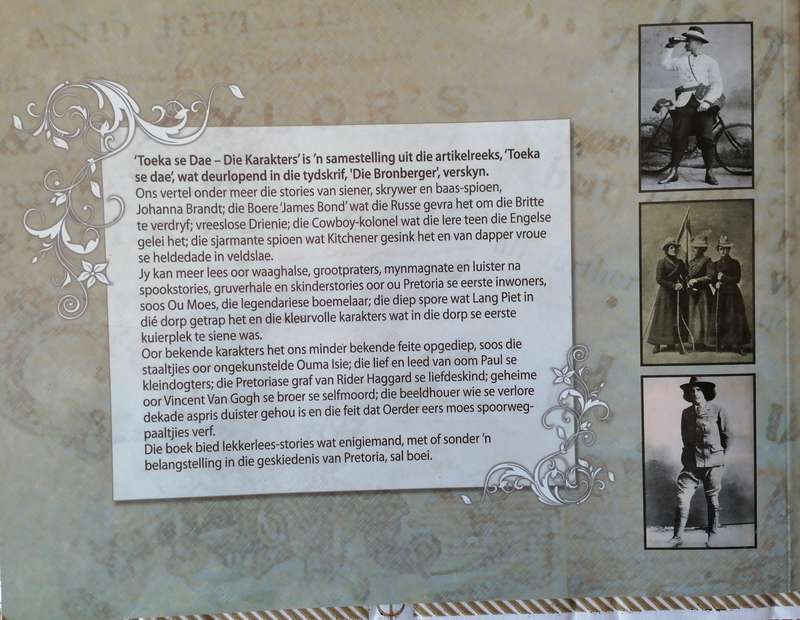 AND
'Toeka se Dae – Die Karakters' is 'n samestelling uit die artikelreeks, 'Toeka
se dae', wat deurlopend in die tydskrif, 'Die Bronberger', verskyn.
Ons vertel onder meer die stories van siener, skrywer en baas-spioen,
Johanna Brandt; die Boere 'James Bond' wat die Russe gevra het om die Britte
te verdryf; vreeslose Drienie; die Cowboy-kolonel wat die Iere teen die Engelse
gelei het; die sjarmante spioen wat Kitchener gesink het en van dapper vroue
se heldedade in veldslae.
Jy kan meer lees oor waaghalse, grootpraters, mynmagnate en luister na
spookstories, gruverhale en skinderstories oor ou Pretoria se eerste inwoners,
soos Ou Moes, die legendariese boemelaar; die diep spore wat Lang Piet in
dié dorp getrap het en die kleurvolle karakters wat in die dorp se eerste
kuierplek te siene was.
Oor bekende karakters het ons minder bekende feite opgediep, soos die
staaltjies oor ongekunstelde Ouma Isie; die lief en leed van oom Paul se
kleindogters; die Pretoriase graf van Rider Haggard se liefdeskind; geheime
oor Vincent Van Gogh se broer se selfmoord; die beeldhouer wie se verlore
dekade aspris duister gehou is en die feit dat Oerder eers moes spoorweg-
paaltjies verf.
Die boek bied lekkerlees-stories wat enigiemand, met of sonder 'n
belangstelling in die geskiedenis van Pretoria, sal boei.